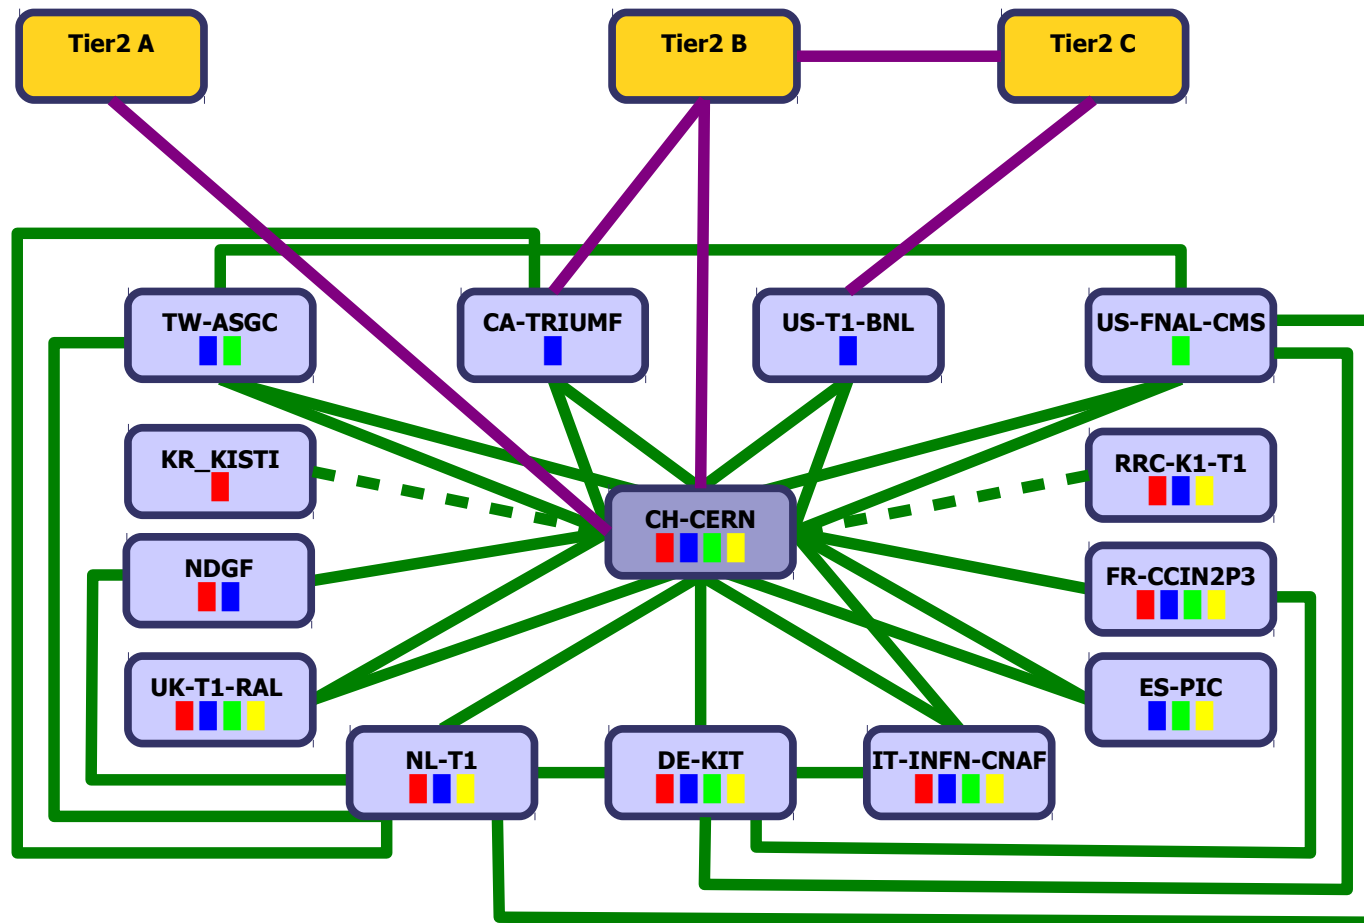 Tier2 A
Tier2 B
Tier2 C
TW-ASGC
CA-TRIUMF
US-T1-BNL
US-FNAL-CMS
KR_KISTI
RRC-K1-T1
CH-CERN
NDGF
FR-CCIN2P3
UK-T1-RAL
ES-PIC
NL-T1
DE-KIT
IT-INFN-CNAF